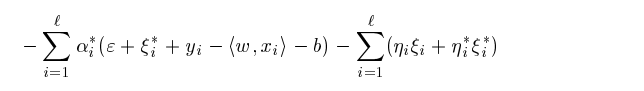 $-\sum_{i=1}^{\ell} \alpha_i^*(\varepsilon + \xi_i^* + y_i - \langle w, x_i \rangle - b) - \sum_{i=1}^{\ell} (\eta_i \xi_i + \eta_i^* \xi_i^*)$